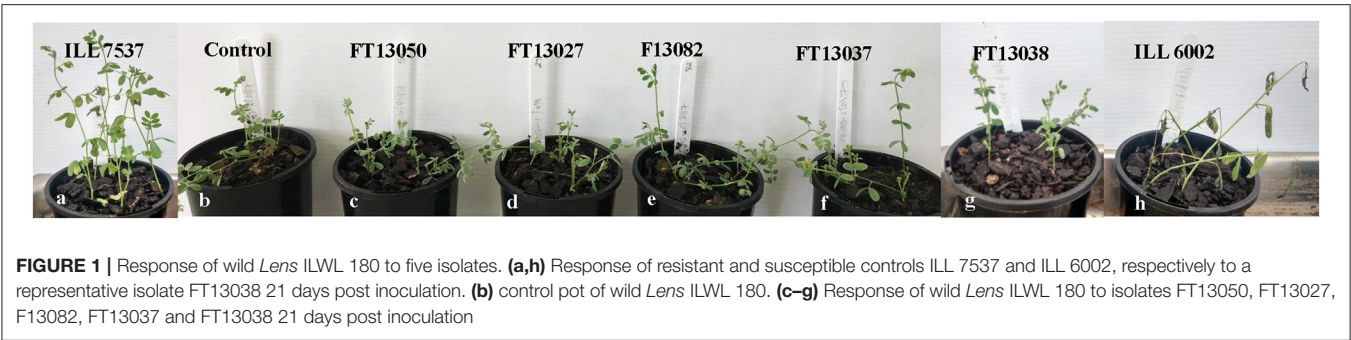 ILL 7537 Control FT13050 FT13027 F13082 FT13037 FT13038 ILL 6002
a b c d e f g h
FIGURE 1 | Response of wild Lens ILWL 180 to five isolates. (a,h) Response of resistant and susceptible controls ILL 7537 and ILL 6002, respectively to a
representative isolate FT13038 21 days post inoculation. (b) control pot of wild Lens ILWL 180. (c–g) Response of wild Lens ILWL 180 to isolates FT13050, FT13027,
F13082, FT13037 and FT13038 21 days post inoculation